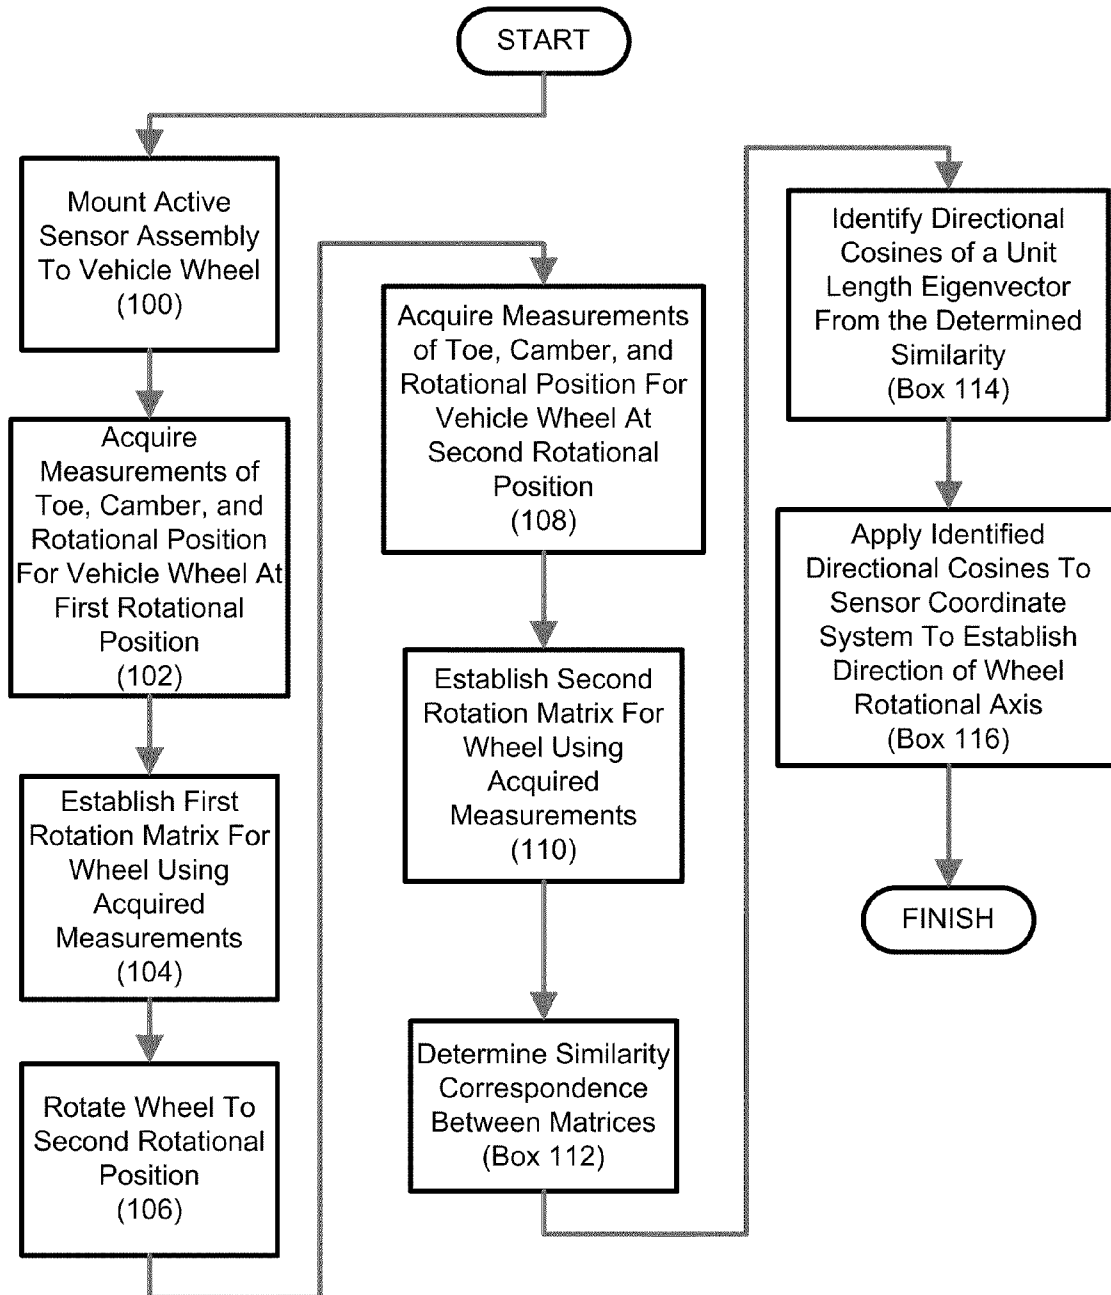 START
Mount Active
Sensor Assembly
To Vehicle Wheel
(100)
Acquire
Measurements of
Toe, Camber, and
Rotational Position
For Vehicle Wheel At
First Rotational
Position
(102)
Establish First
Rotation Matrix For
Wheel Using
Acquired
Measurements
(104)
Rotate Wheel To
Second Rotational
Position
(106)
Acquire Measurements
of Toe, Camber, and
Rotational Position For
Vehicle Wheel At
Second Rotational
Position
(108)
Establish Second
Rotation Matrix For
Wheel Using
Acquired
Measurements
(110)
Determine Similarity
Correspondence
Between Matrices
(Box 112)
Identify Directional
Cosines of a Unit
Length Eigenvector
From the Determined
Similarity
(Box 114)
Apply Identified
Directional Cosines To
Sensor Coordinate
System To Establish
Direction of Wheel
Rotational Axis
(Box 116)
FINISH